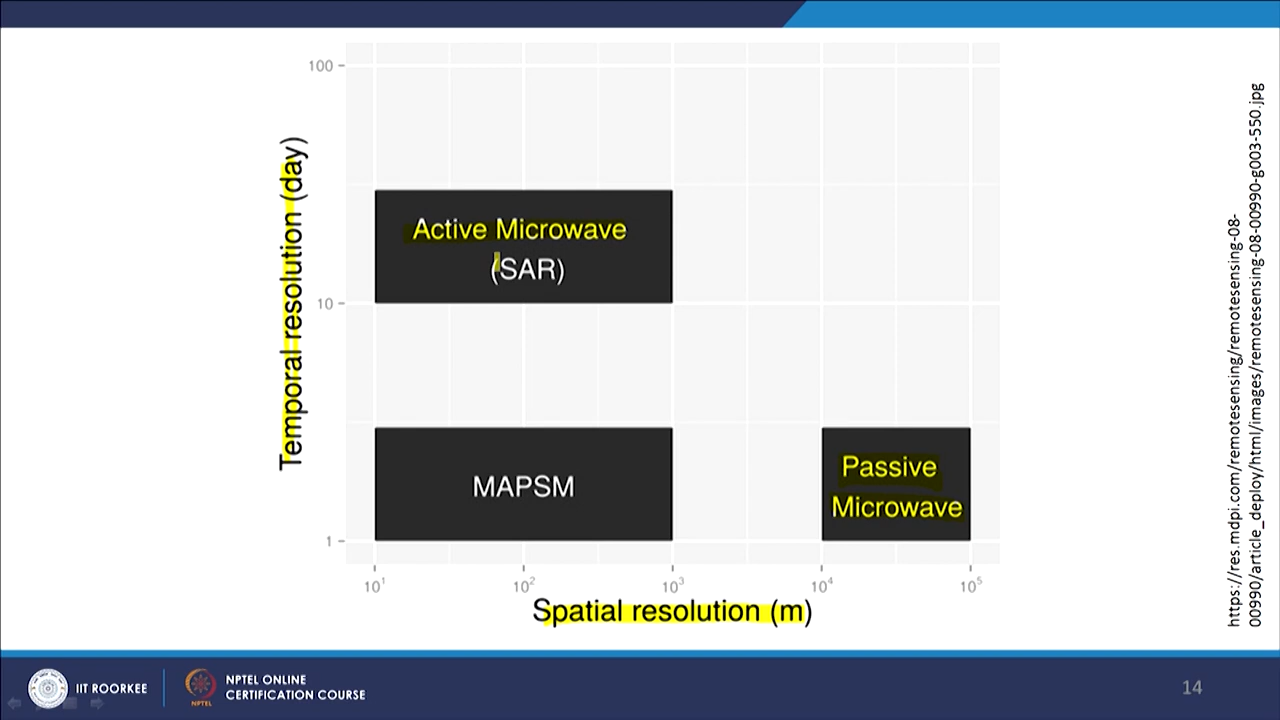 100
Temporal resolution (day)
10
1
Active Microwave
(SAR)
MAPSM
Passive
Microwave
10¹
10²
10³
10⁴
10⁵
Spatial resolution (m)
https://res.mdpi.com/remotesensing/remotesensing-08-
00990/article_deploy/html/images/remotesensing-08-00990-g003-550.jpg
IIT ROORKEE
NPTEL
NPTEL ONLINE
CERTIFICATION COURSE
14